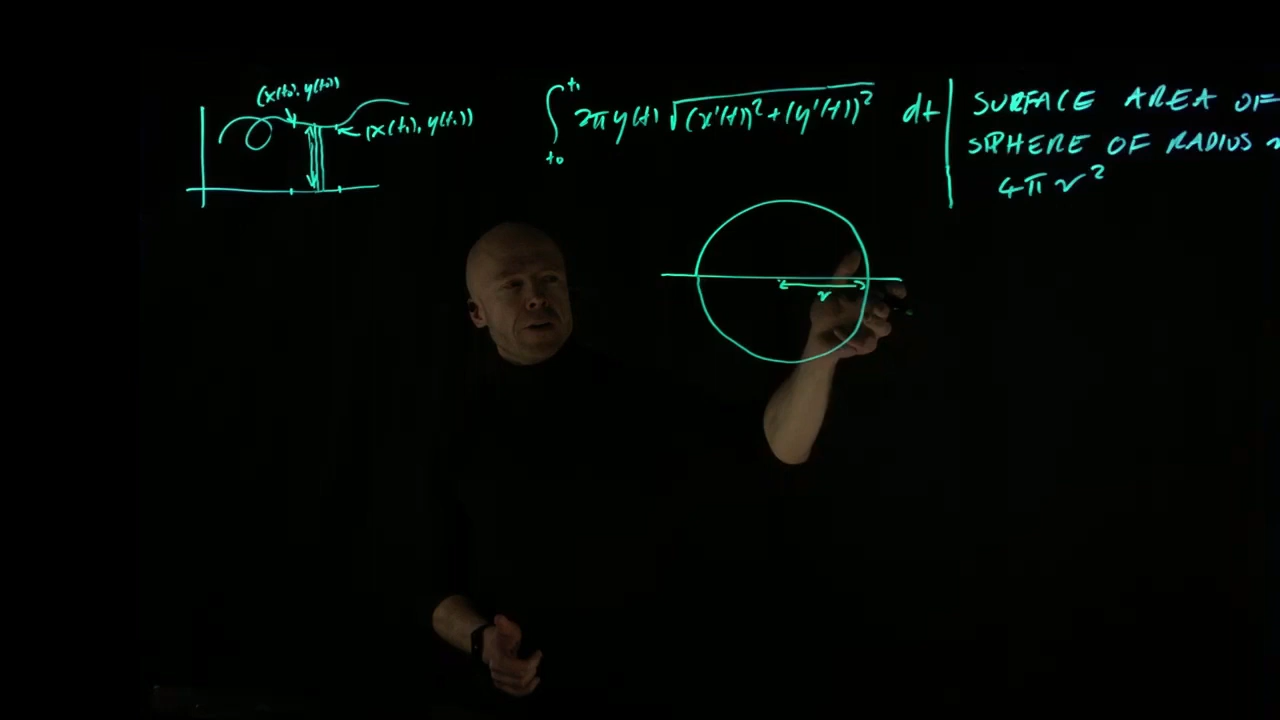 (x(t₀), y(t₀))
(x(t₁), y(t₁))
∫ t₁ t₀ 2π y(t) √(x'(t))² + (y'(t))² dt
SURFACE AREA OF
SPHERE OF RADIUS r
4πr²
r